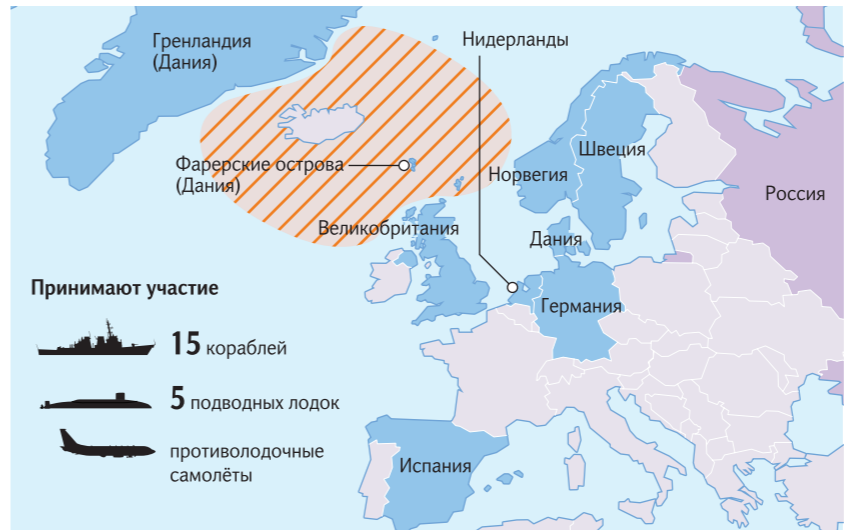 Гренландия
(Дания)
Нидерланды
Фарерские острова
(Дания)
Норвегия
Швеция
Россия
Великобритания
Дания
Германия
Принимают участие
15 кораблей
5 подводных лодок
противолодочные
самолёты
Испания